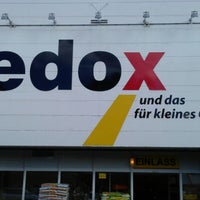 edox
und das
für kleines
EINLASS